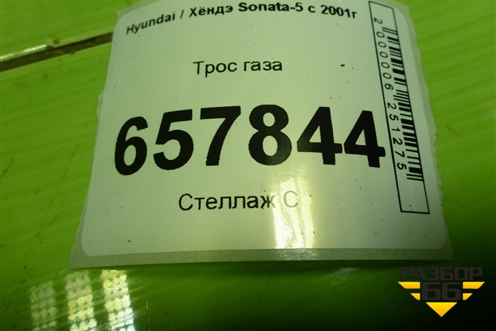 Hyundai / Хёндэ Sonata-5 с 2001г
Трос газа
657844
Стеллаж С
2000006251275
РАЗБОР
66